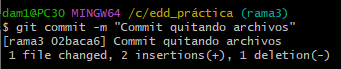 dam1@PC30 MINGW64 /c/edd_práctica (rama3)
$ git commit -m "Commit quitando archivos"
[rama3 02baca6] Commit quitando archivos
 1 file changed, 2 insertions(+), 1 deletion(-)